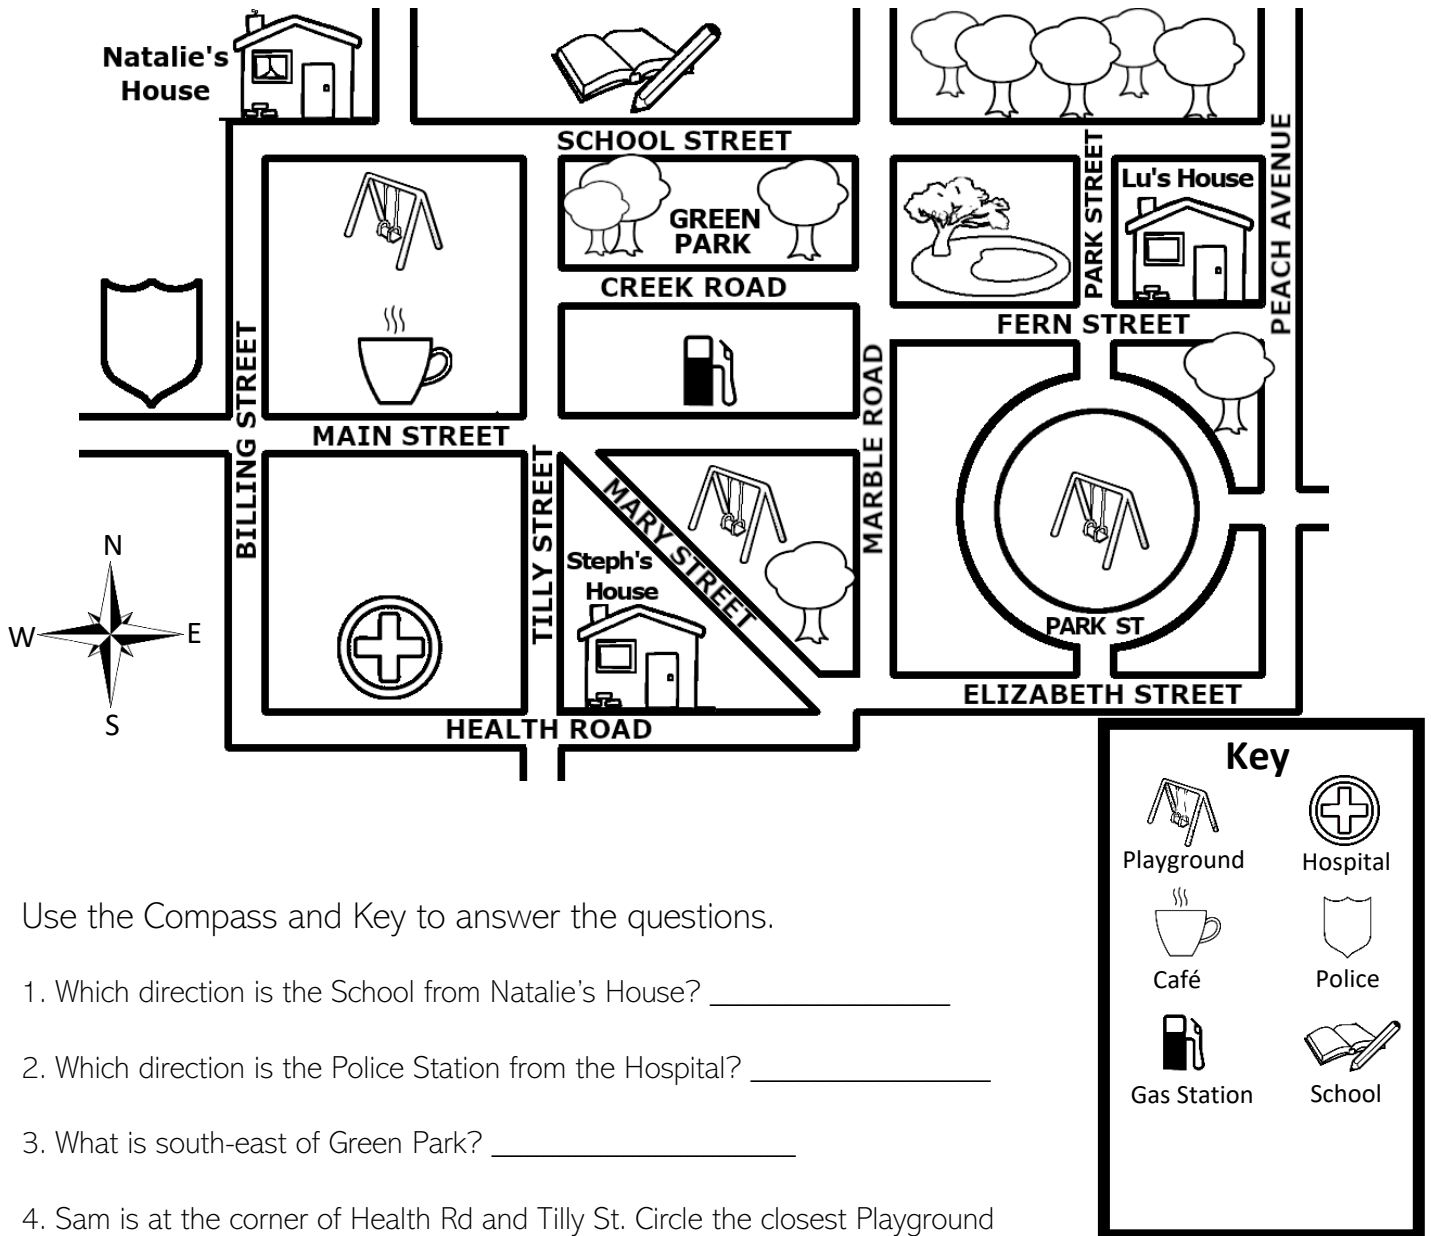 Natalie's
House
SCHOOL STREET
GREEN
PARK
CREEK ROAD
PARK STREET
Lu's House
PEACH AVENUE
FERN STREET
BILLING STREET
MAIN STREET
TILLY STREET
MARY STREET
MARBLE ROAD
Steph's
House
PARK ST
ELIZABETH STREET
HEALTH ROAD
N
W
E
S
Key
Playground
Hospital
Café
Police
Gas Station
School
Use the Compass and Key to answer the questions.
1. Which direction is the School from Natalie’s House? _______________
2. Which direction is the Police Station from the Hospital? _______________
3. What is south-east of Green Park? ___________________
4. Sam is at the corner of Health Rd and Tilly St. Circle the closest Playground